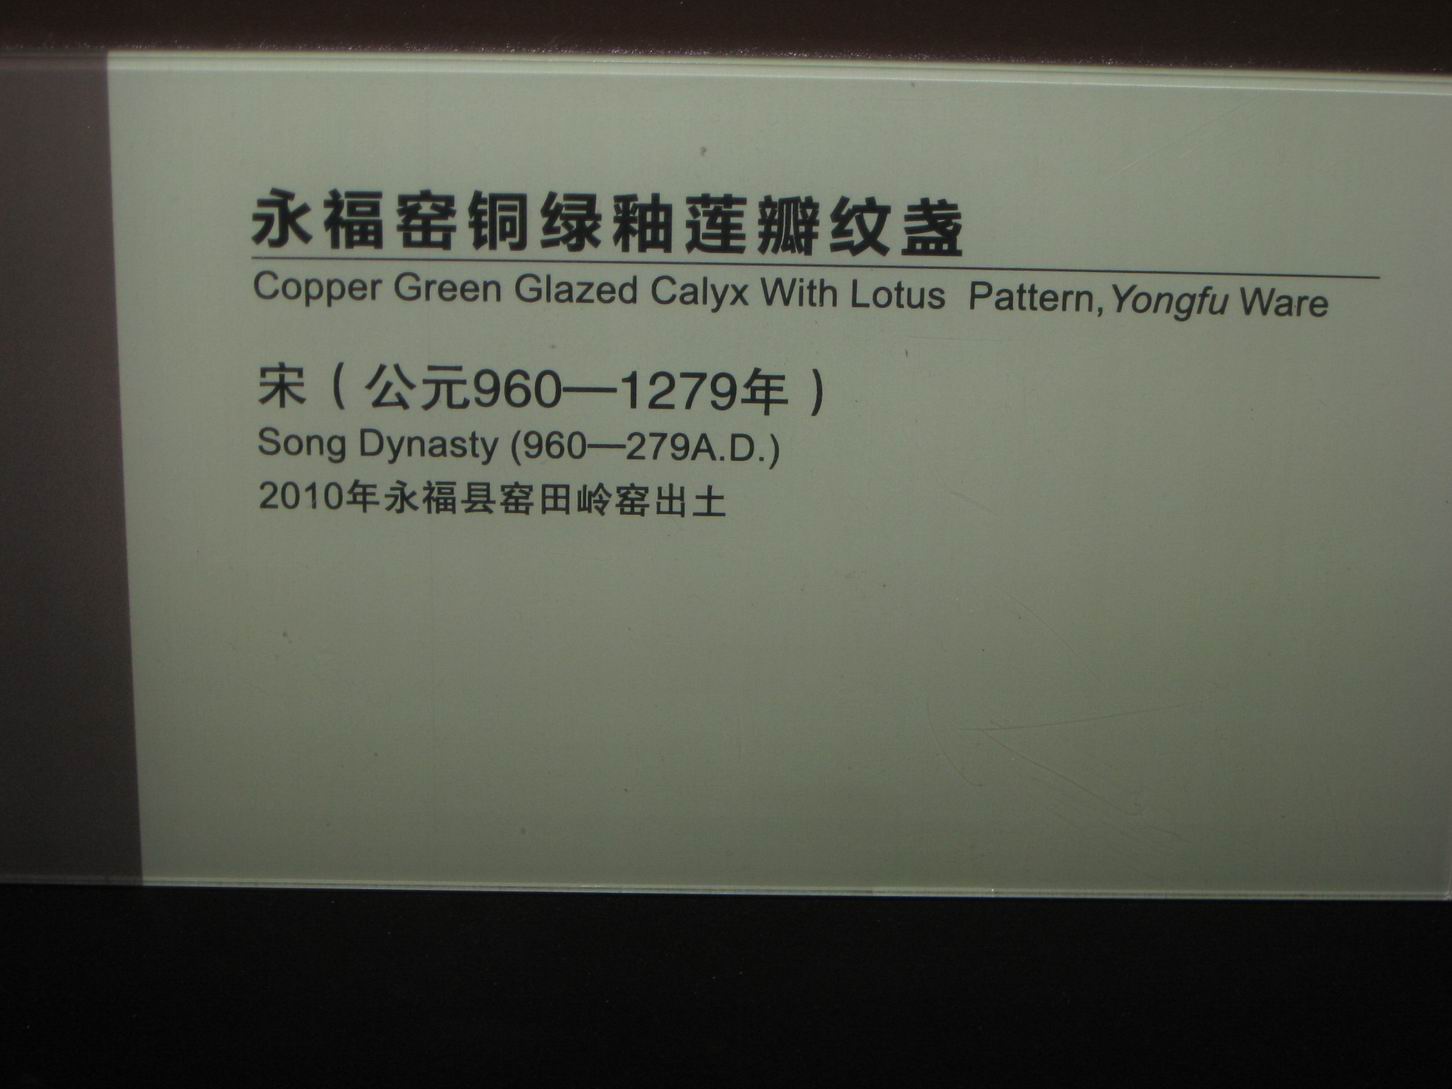 永福窑铜绿釉莲瓣纹盏
Copper Green Glazed Calyx With Lotus Pattern, Yongfu Ware
宋（公元960—1279年）
Song Dynasty (960—279A.D.)
2010年永福县窑田岭窑出土